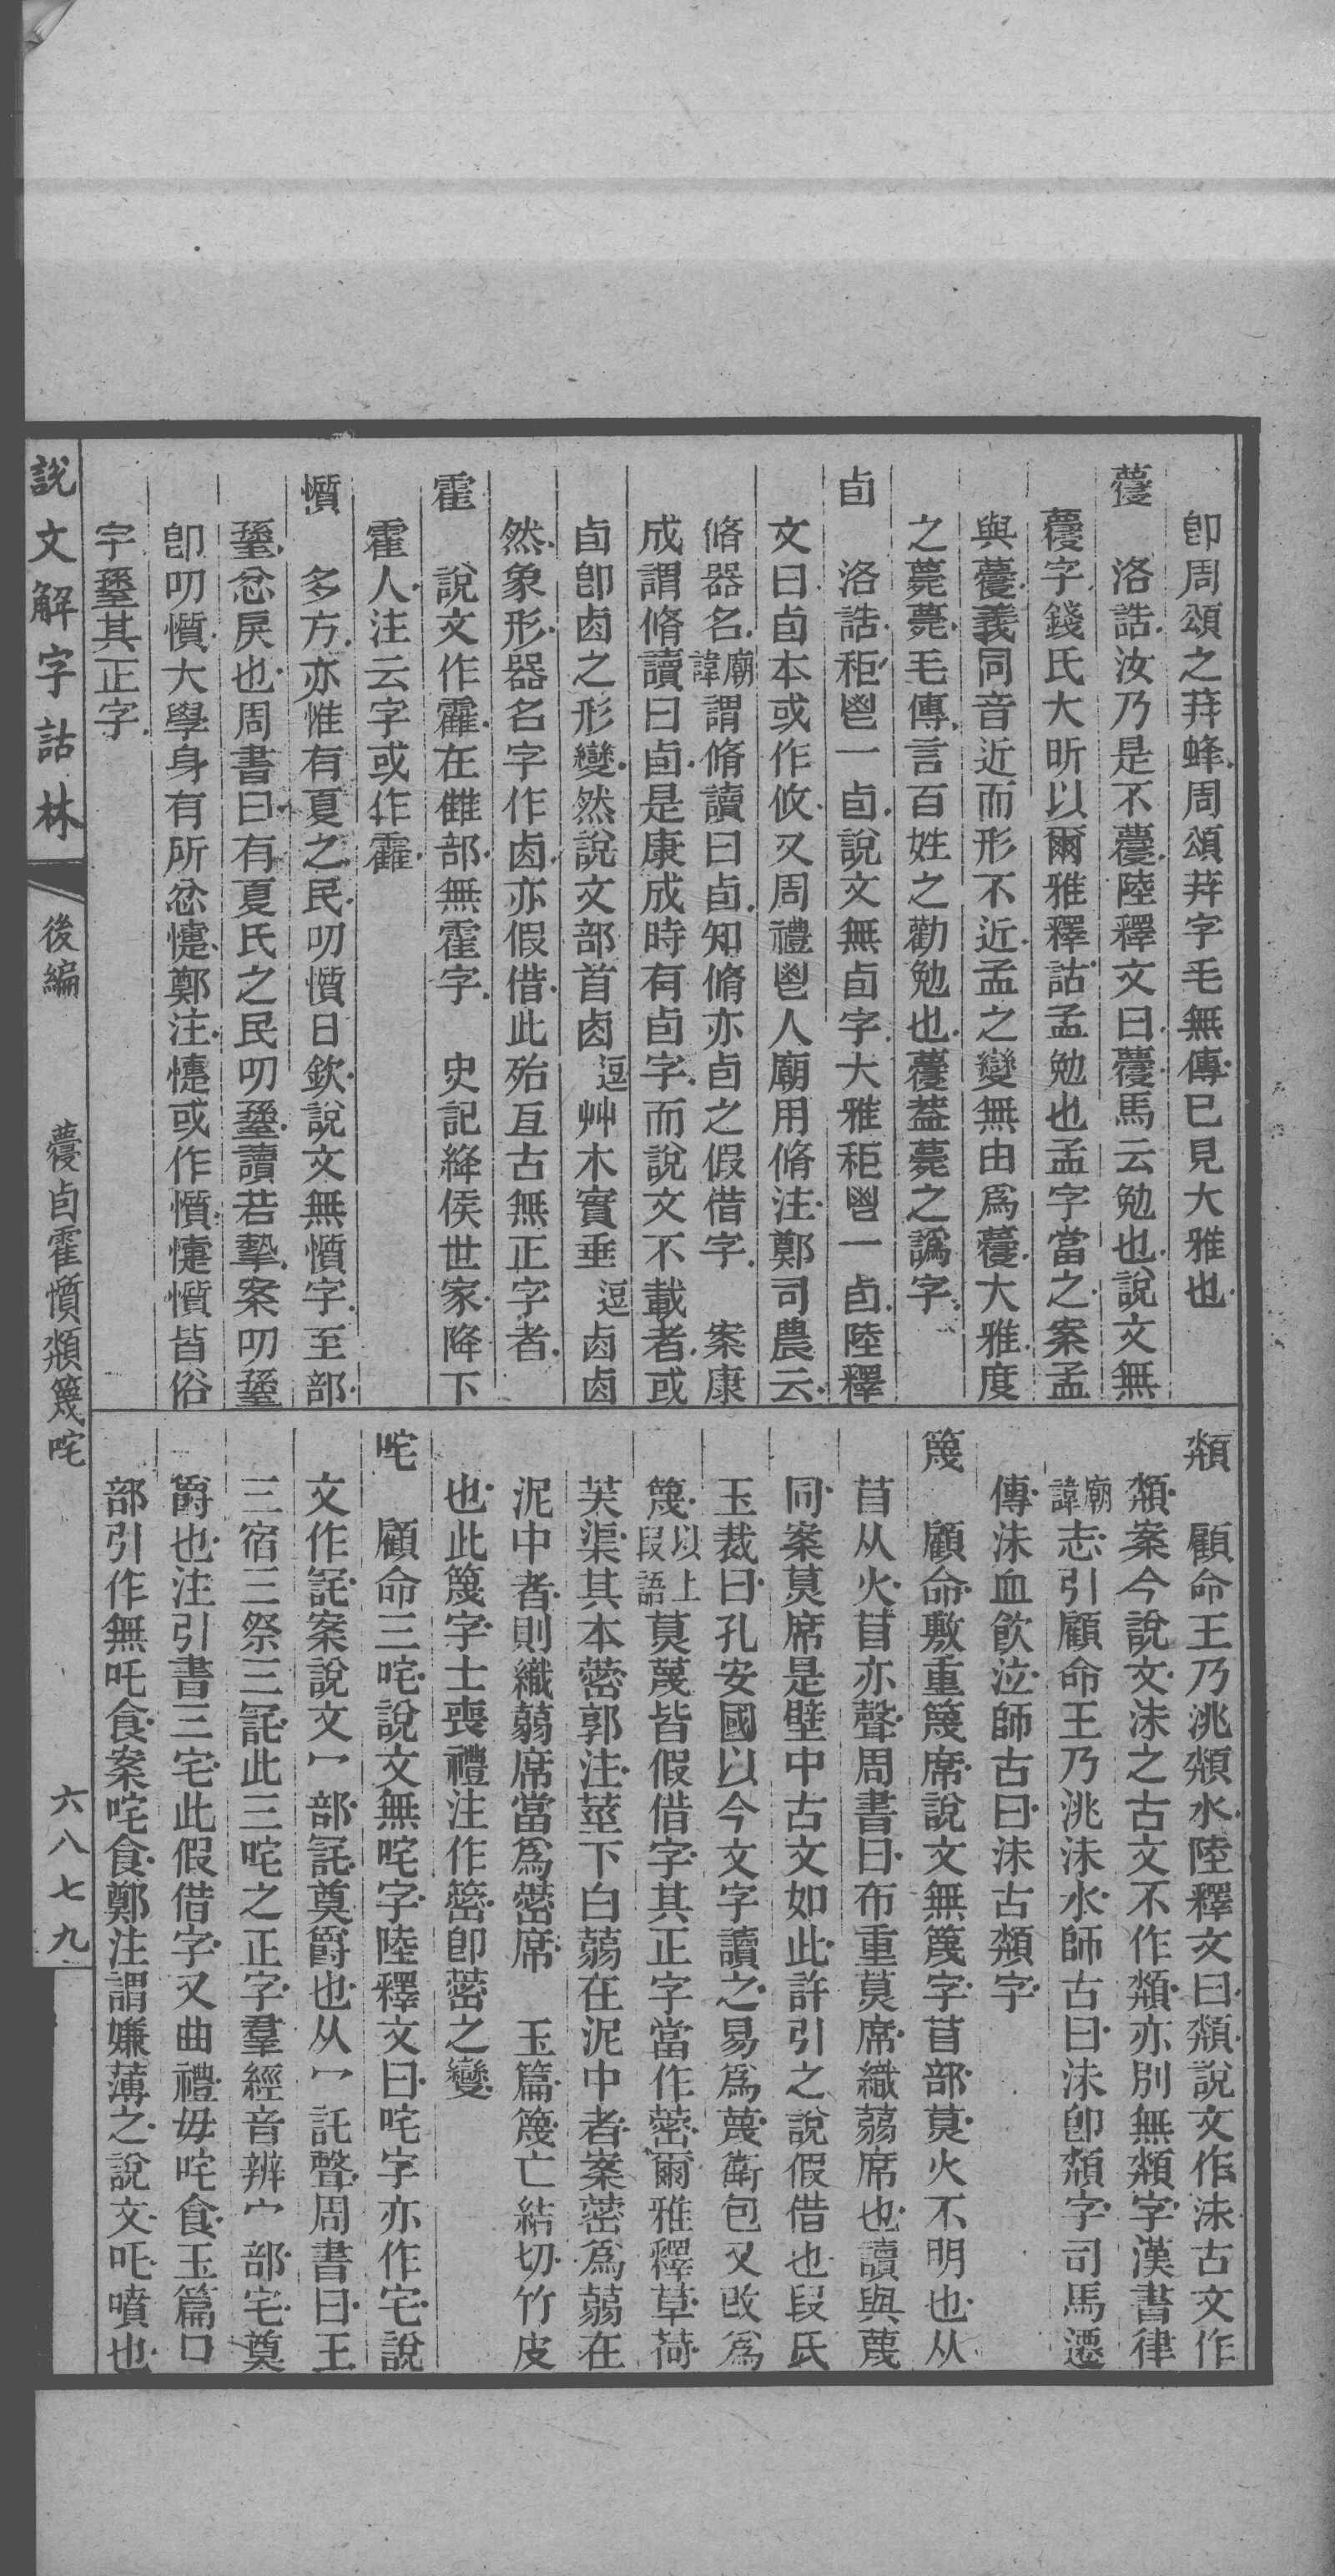 卽周頌之荓蜂周頌荓字毛無傳巳見大雅也
蘉　洛誥汝乃是不蘉陸釋文曰蘉馬云勉也說文無
蘉字錢氏大昕以爾雅釋詁孟勉也孟字當之案孟
與蘉義同音近而形不近孟之變無由爲蘉大雅度
之薨薨毛傳言百姓之勸勉也蘉葢薨之譌字
卣　洛誥秬鬯一卣說文無卣字大雅秬鬯一卣陸釋
文曰卣本或作攸又周禮鬯人廟用脩注鄭司農云
脩器名廟諱謂脩讀曰卣知脩亦卣之假借字　案康
成謂脩讀曰卣是康成時有卣字而說文不載者或
卣卽卥之形變然說文部首卥逗艸木實垂逗卥卥
然象形器名字作卥亦假借此殆亙古無正字者
霍　說文作靃在雔部無霍字　史記絳侯世家降下
霍人注云字或作靃
懫　多方亦惟有夏之民叨懫日欽說文無懫字至部
𦥎忿戾也周書曰有夏氏之民叨𦥎讀若摯案叨𦥎
卽叨懫大學身有所忿懥鄭注懥或作懫懥懫皆俗
字𦥎其正字
頮　顧命王乃洮頮水陸釋文曰頮說文作沬古文作
頮案今說文沬之古文不作頮亦別無頮字漢書律
廟諱志引顧命王乃洮沬水師古曰沬卽頮字司馬遷
傳沬血飮泣師古曰沬古頮字
篾　顧命敷重篾席說文無篾字苜部莫火不明也从
苜从火苜亦聲周書曰布重莫席織蒻席也讀與蔑
同案莫席是壁中古文如此許引之說假借也段氏
玉裁曰孔安國以今文字讀之易爲蔑衛包又改爲
篾以上段語莫蔑皆假借字其正字當作蔤爾雅釋草荷
芙渠其本蔤郭注莖下白蒻在泥中者案蔤爲蒻在
泥中者則織蒻席當爲蔤席　玉篇篾亡結切竹皮
也此篾字士喪禮注作䈼卽蔤之變
咤　顧命三咤說文無咤字陸釋文曰咤字亦作宅說
文作𠖊案說文冖部𠖊奠爵也从冖託聲周書曰王
三宿三祭三𠖊此三咤之正字羣經音辨宀部宅奠
爵也注引書三宅此假借字又曲禮毋咤食玉篇口
部引作無吒食案咤食鄭注謂嫌薄之說文吒噴也
說文解字詁林　後編　蘉卣霍懫頮篾咤　六八七九